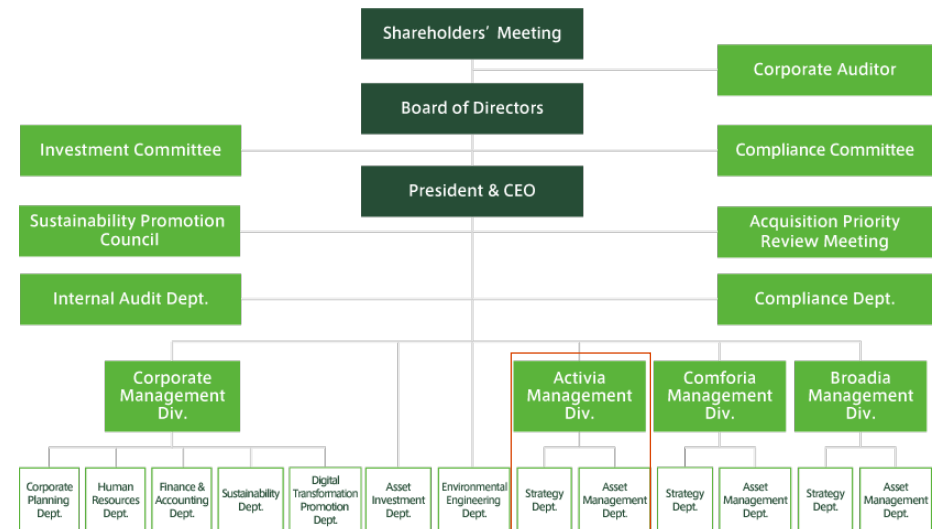 Shareholders' Meeting
Corporate Auditor
Board of Directors
Investment Committee
Compliance Committee
President & CEO
Sustainability Promotion
Council
Acquisition Priority
Review Meeting
Internal Audit Dept.
Compliance Dept.
Corporate
Management
Div.
Activia
Management
Div.
Comforia
Management
Div.
Broadia
Management
Div.
Corporate
Planning
Dept.
Human
Resources
Dept.
Finance &
Accounting
Dept.
Sustainability
Dept.
Digital
Transformation
Promotion
Dept.
Asset
Investment
Dept.
Environmental
Engineering
Dept.
Strategy
Dept.
Asset
Management
Dept.
Strategy
Dept.
Asset
Management
Dept.
Strategy
Dept.
Asset
Management
Dept.